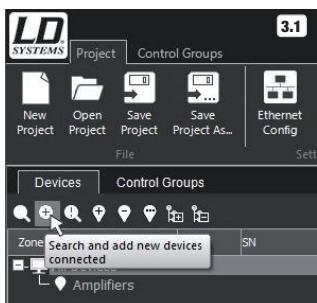 LD
SYSTEMS
3.1
Project
Control Groups
New Project
Open Project
Save Project
Save Project As...
Ethernet Config
File
Devices
Control Groups
Zone
SN
Search and add new devices
connected
Amplifiers